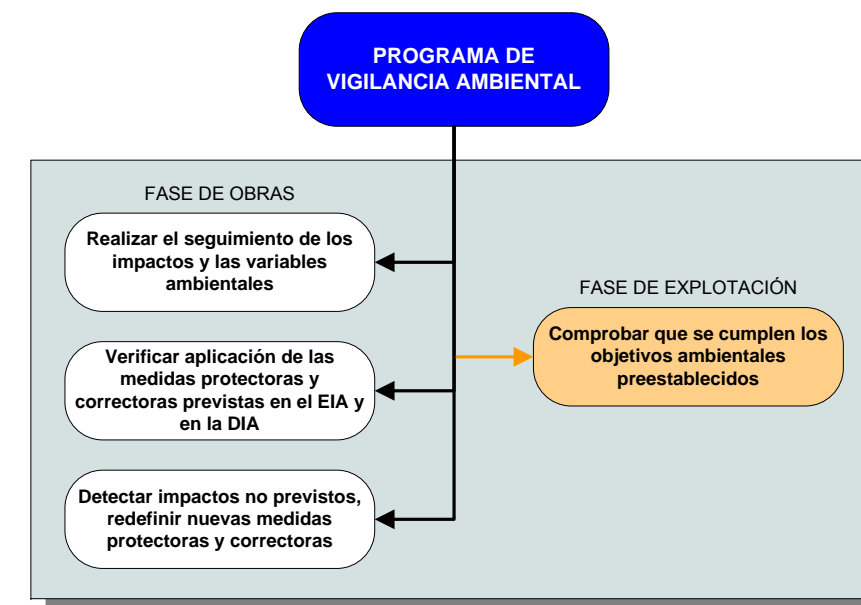 PROGRAMA DE
VIGILANCIA AMBIENTAL
FASE DE OBRAS
Realizar el seguimiento de los
impactos y las variables
ambientales
Verificar aplicación de las
medidas protectoras y
correctoras previstas en el EIA y
en la DIA
Detectar impactos no previstos,
redefinir nuevas medidas
protectoras y correctoras
FASE DE EXPLOTACIÓN
Comprobar que se cumplen los
objetivos ambientales
preestablecidos